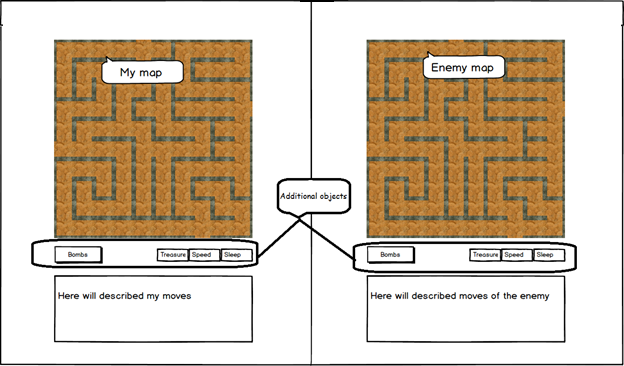 My map
Enemy map
Additional objects
Bombs
Treasure
Speed
Sleep
Bombs
Treasure
Speed
Sleep
Here will described my moves
Here will described moves of the enemy